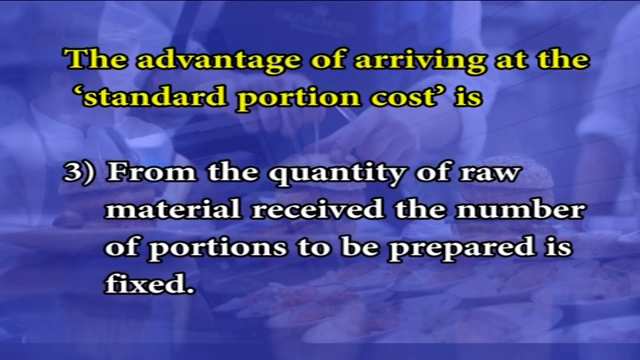 The advantage of arriving at the
‘standard portion cost’ is
3) From the quantity of raw
material received the number
of portions to be prepared is
fixed.